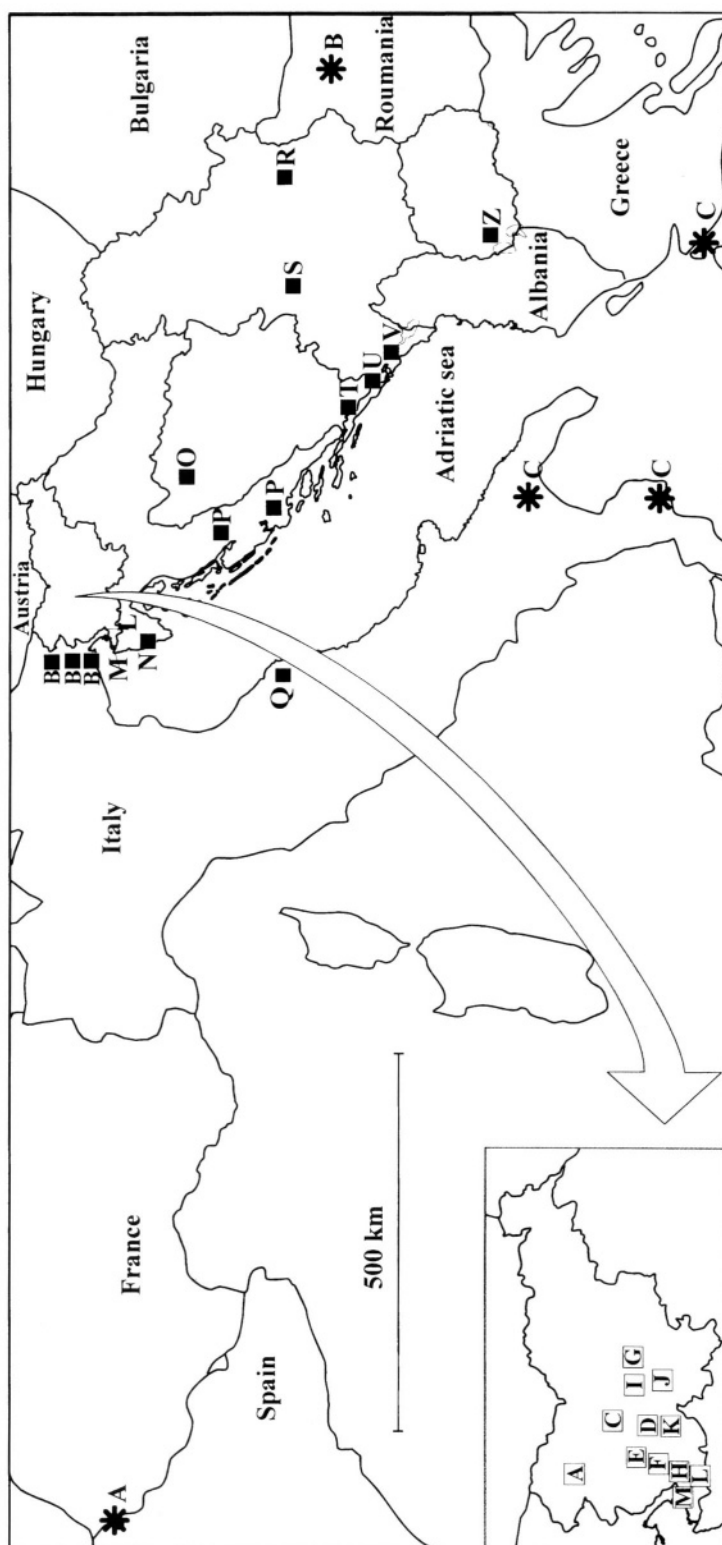 France
Italy
Austria
Hungary
Bulgaria
Spain
500 km
Adriatic sea
Albania
Greece
Roumania
A
B
B
B
M
L
N
Q
P
P
O
S
R
B
T
U
V
Z
C
C
C
A
C
E
D
I
G
F
K
J
M
H
L